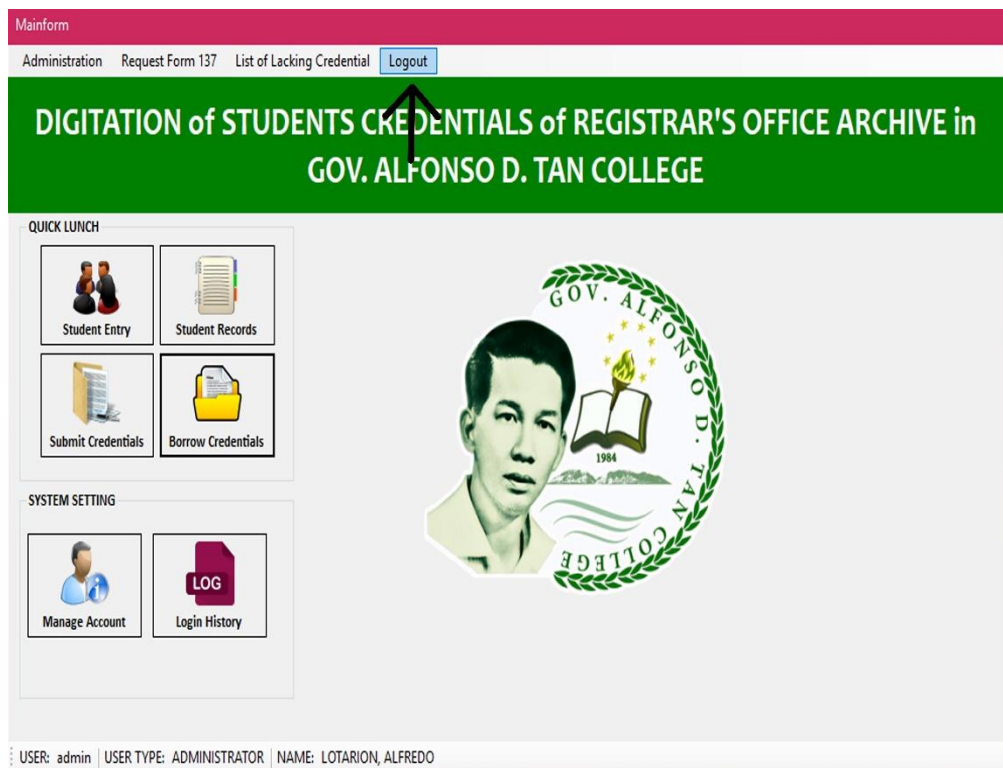 Mainform
Administration Request Form 137 List of Lacking Credential Logout
DIGITATION of STUDENTS CREDENTIALS of REGISTRAR'S OFFICE ARCHIVE in
GOV. ALFONSO D. TAN COLLEGE
QUICK LUNCH
Student Entry Student Records
Submit Credentials Borrow Credentials
GOV. ALFONSO D. TAN COLLEGE
1984
SYSTEM SETTING
LOG
Manage Account Login History
USER: admin USER TYPE: ADMINISTRATOR NAME: LOTARION, ALFREDO